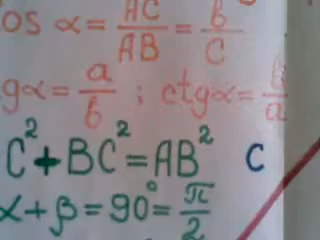 os α = AC/AB = b/c
gα = a/b ; ctgα = b/a
C² + BC² = AB² C
α + β = 90° = π/2